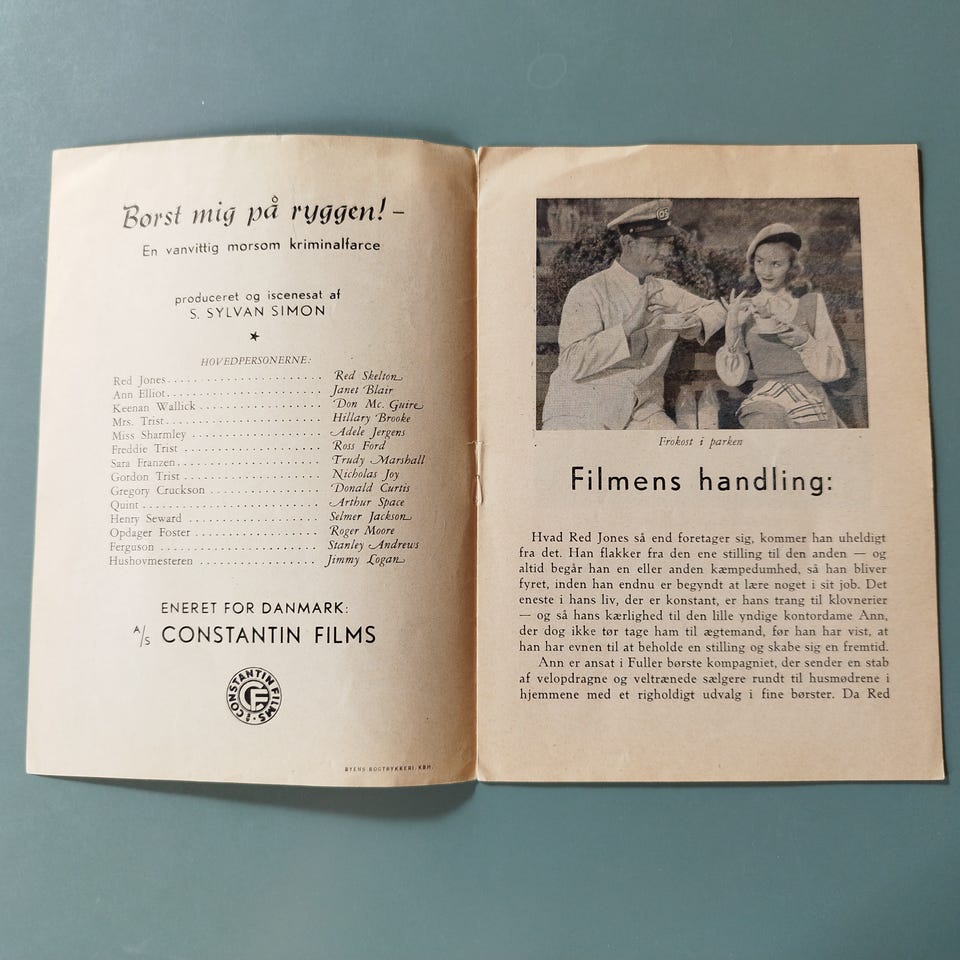 Børst mig på ryggen! –
En vanvittig morsom kriminalfarce
produceret og iscenesat af
S. SYLVAN SIMON
HOVEDPERSONERNE:
Red Jones . . . . . . . . . . . . . . . . . . . . . . Red Skelton
Ann Elliot . . . . . . . . . . . . . . . . . . . . . . Janet Blair
Keenan Wallick . . . . . . . . . . . . . . . . . Don Mc. Guire
Mrs. Trist . . . . . . . . . . . . . . . . . . . . . . Hillary Brooke
Miss Sharmley . . . . . . . . . . . . . . . . . . Adele Jergens
Freddie Trist . . . . . . . . . . . . . . . . . . . Ross Ford
Sara Franzen . . . . . . . . . . . . . . . . . . . Trudy Marshall
Gordon Trist . . . . . . . . . . . . . . . . . . . Nicholas Joy
Gregory Cruckson . . . . . . . . . . . . . . . Donald Curtis
Quint . . . . . . . . . . . . . . . . . . . . . . . . . Arthur Space
Henry Seward . . . . . . . . . . . . . . . . . . Selmer Jackson
Opdager Foster . . . . . . . . . . . . . . . . . Roger Moore
Ferguson . . . . . . . . . . . . . . . . . . . . . . Stanley Andrews
Hushovmesteren . . . . . . . . . . . . . . . . Jimmy Logan
ENERET FOR DANMARK:
A/S CONSTANTIN FILMS
CONSTANTIN FILMS A/S CF
BYENS BOGTRYKKERI. KBH.
Frokost i parken
Filmens handling:
Hvad Red Jones så end foretager sig, kommer han uheldigt
fra det. Han flakker fra den ene stilling til den anden — og
altid begår han en eller anden kæmpedumhed, så han bliver
fyret, inden han endnu er begyndt at lære noget i sit job. Det
eneste i hans liv, der er konstant, er hans trang til klovnerier
— og så hans kærlighed til den lille yndige kontordame Ann,
der dog ikke tør tage ham til ægtemand, før han har vist, at
han har evnen til at beholde en stilling og skabe sig en fremtid.
Ann er ansat i Fuller børste kompagniet, der sender en stab
af velopdragne og veltrænede sælgere rundt til husmødrene i
hjemmene med et righoldigt udvalg i fine børster. Da Red